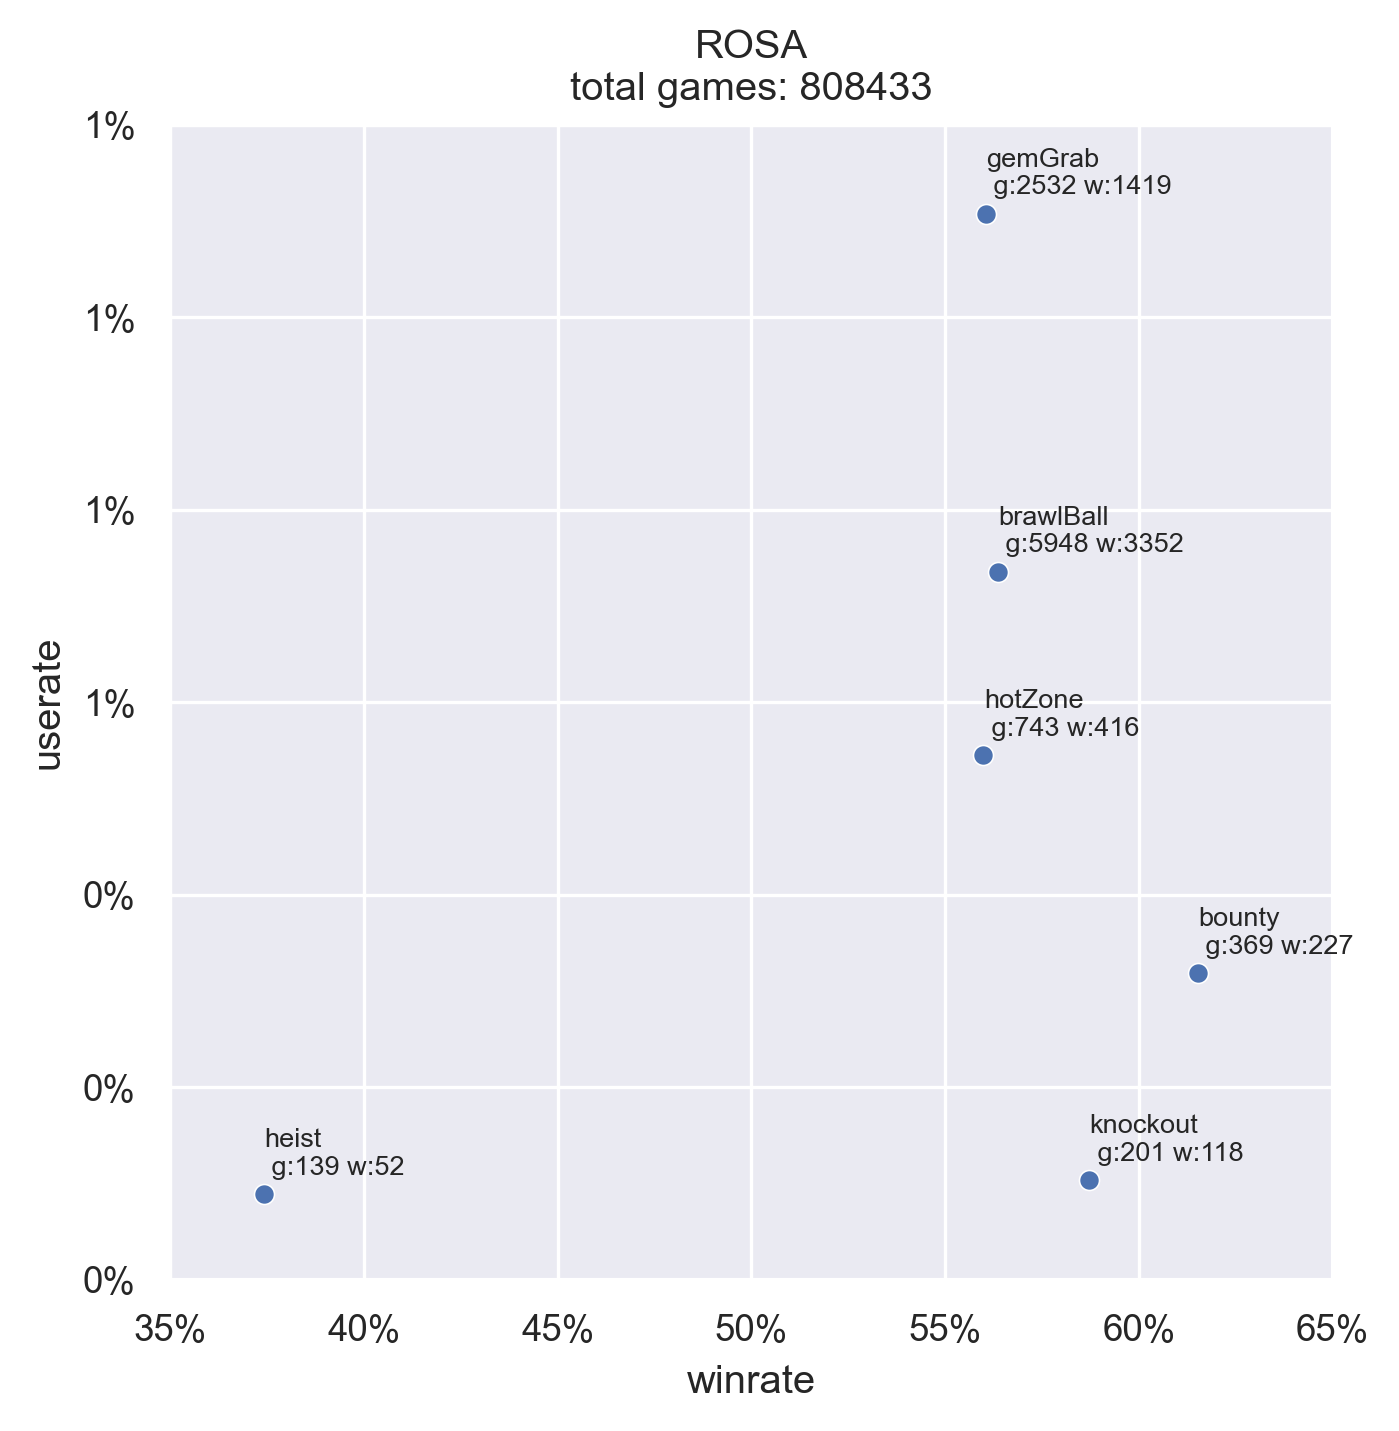 ROSA
total games: 808433
1%
gemGrab
g:2532 w:1419
1%
1%
brawlBall
g:5948 w:3352
userate
1%
hotZone
g:743 w:416
0%
bounty
g:369 w:227
0%
knockout
g:201 w:118
heist
g:139 w:52
0%
35% 40% 45% 50% 55% 60% 65%
winrate